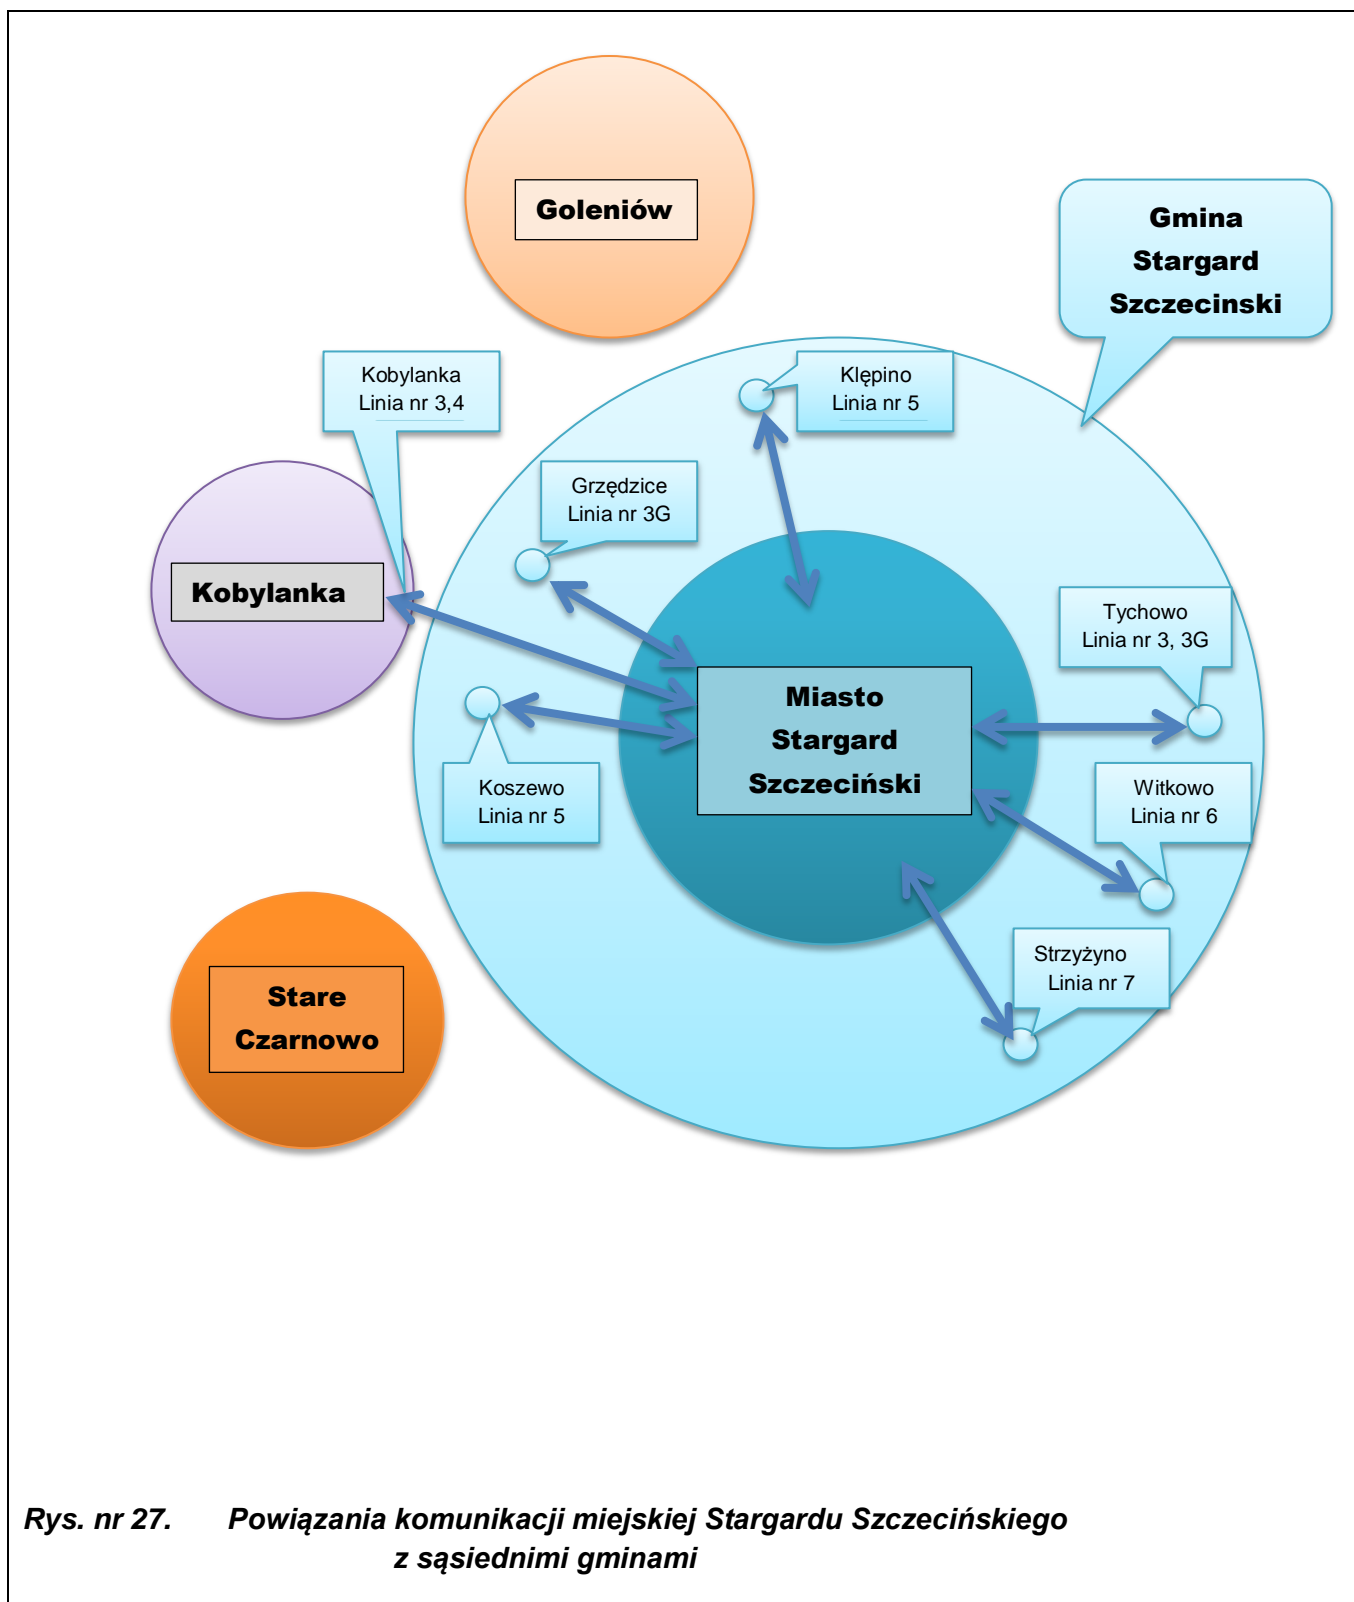 Goleniów
Gmina
Stargard
Szczecinski
Kobylanka
Linia nr 3,4
Klępino
Linia nr 5
Grzędzice
Linia nr 3G
Kobylanka
Tychowo
Linia nr 3, 3G
Miasto
Stargard
Szczeciński
Koszewo
Linia nr 5
Witkowo
Linia nr 6
Strzyżyno
Linia nr 7
Stare
Czarnowo
Rys. nr 27. Powiązania komunikacji miejskiej Stargardu Szczecińskiego
z sąsiednimi gminami